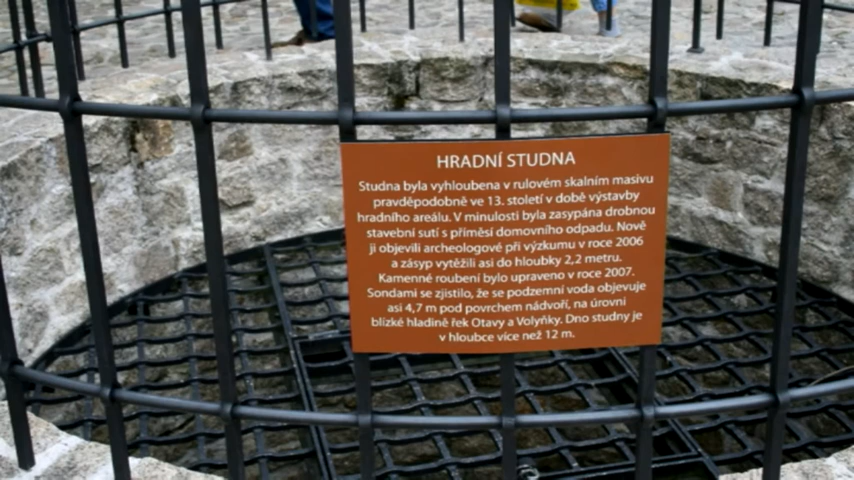 HRADNÍ STUDNA
Studna byla vyhloubena v rulovém skalním masivu
pravděpodobně ve 13. století v době výstavby
hradního areálu. V minulosti byla zasypána drobnou
stavební sutí s příměsí domovního odpadu. Nově
ji objevili archeologové při výzkumu v roce 2006
a zásyp vytěžili asi do hloubky 2,2 metru.
Kamenné roubení bylo upraveno v roce 2007.
Sondami se zjistilo, že se podzemní voda objevuje
asi 4,7 m pod povrchem nádvoří, na úrovni
blízké hladině řek Otavy a Volyňky. Dno studny je
v hloubce více než 12 m.